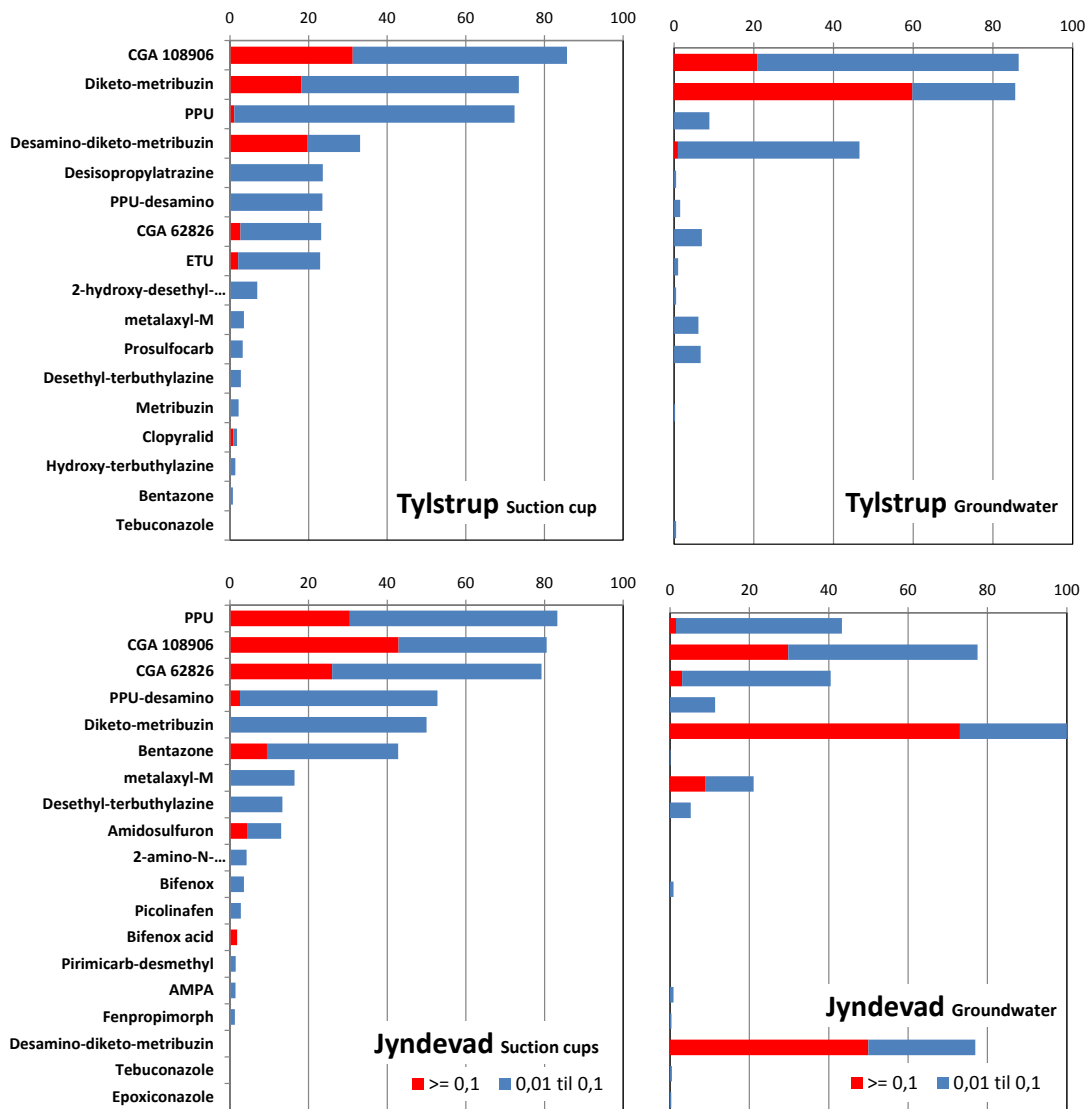 0 20 40 60 80 100
0 20 40 60 80 100
CGA 108906
Diketo-metribuzin
PPU
Desamino-diketo-metribuzin
Desisopropylatrazine
PPU-desamino
CGA 62826
ETU
2-hydroxy-desethyl-...
metalaxyl-M
Prosulfocarb
Desethyl-terbuthylazine
Metribuzin
Clopyralid
Hydroxy-terbuthylazine
Bentazone
Tebuconazole
Tylstrup Suction cup
Tylstrup Groundwater
0 20 40 60 80 100
0 20 40 60 80 100
PPU
CGA 108906
CGA 62826
PPU-desamino
Diketo-metribuzin
Bentazone
metalaxyl-M
Desethyl-terbuthylazine
Amidosulfuron
2-amino-N-...
Bifenox
Picolinafen
Bifenox acid
Pirimicarb-desmethyl
AMPA
Fenpropimorph
Desamino-diketo-metribuzin
Tebuconazole
Epoxiconazole
Jyndevad Suction cups
>= 0,1 0,01 til 0,1
Jyndevad Groundwater
>= 0,1 0,01 til 0,1